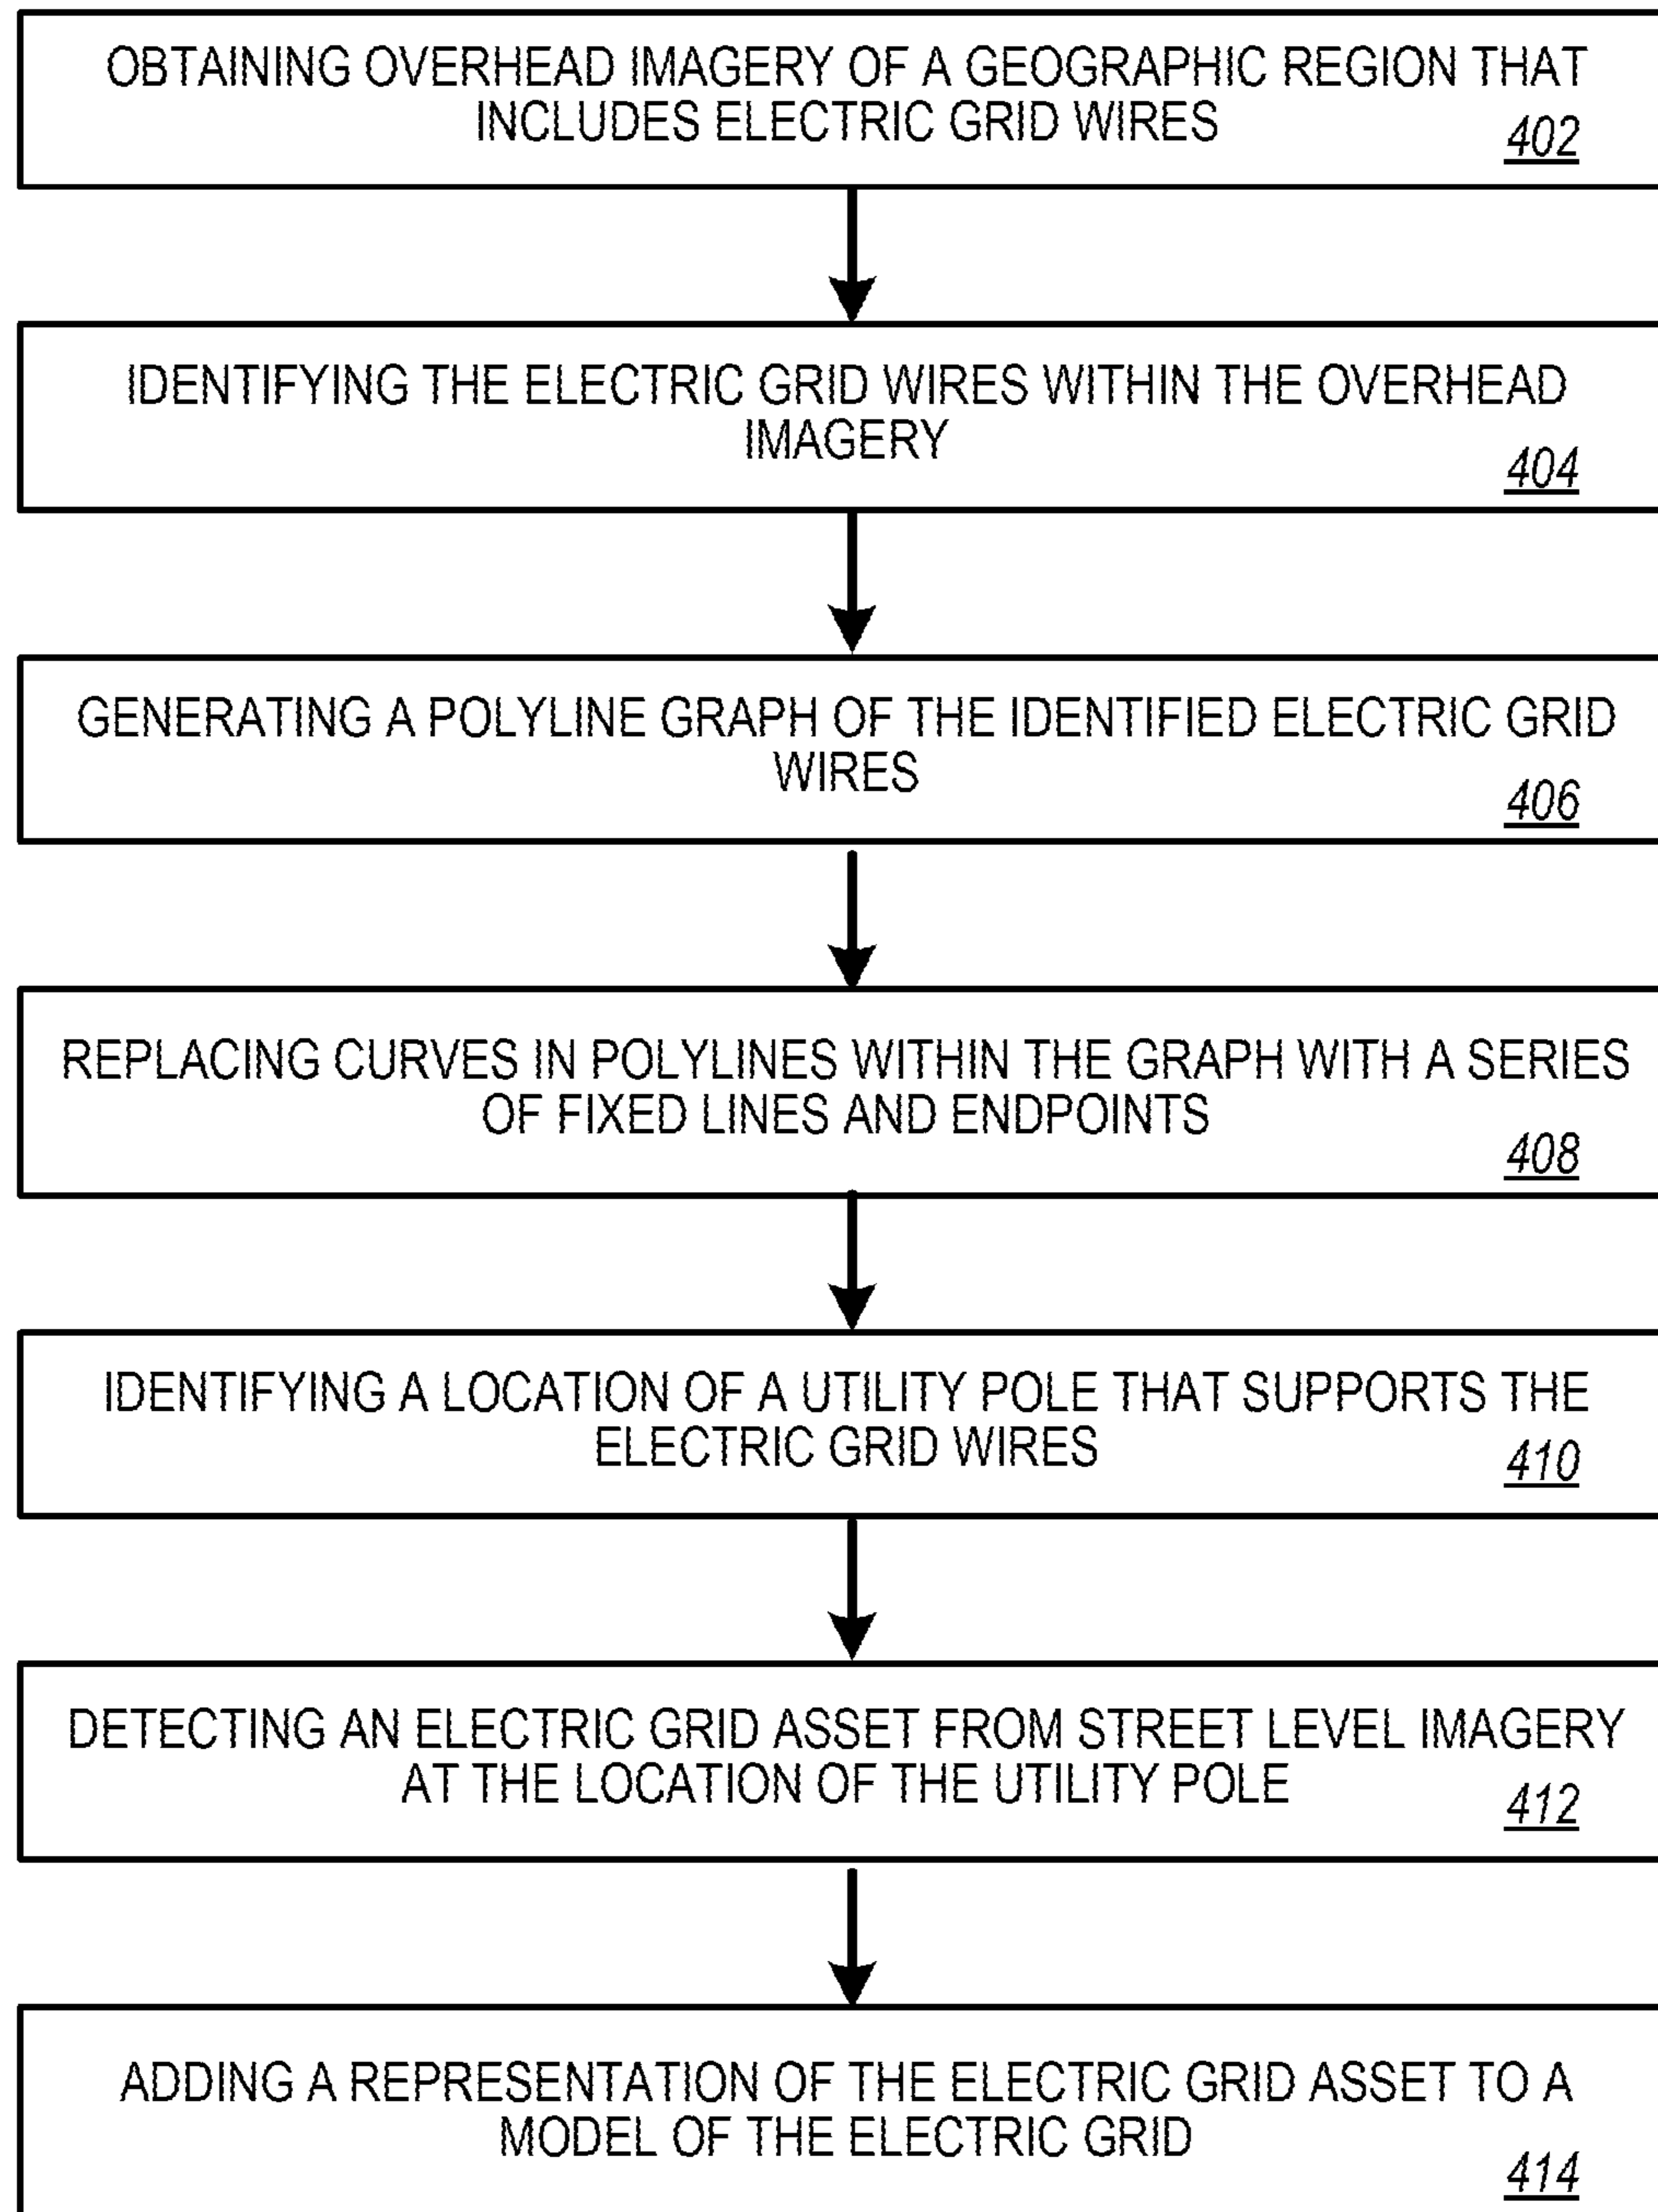 OBTAINING OVERHEAD IMAGERY OF A GEOGRAPHIC REGION THAT
INCLUDES ELECTRIC GRID WIRES
402
IDENTIFYING THE ELECTRIC GRID WIRES WITHIN THE OVERHEAD
IMAGERY
404
GENERATING A POLYLINE GRAPH OF THE IDENTIFIED ELECTRIC GRID
WIRES
406
REPLACING CURVES IN POLYLINES WITHIN THE GRAPH WITH A SERIES
OF FIXED LINES AND ENDPOINTS
408
IDENTIFYING A LOCATION OF A UTILITY POLE THAT SUPPORTS THE
ELECTRIC GRID WIRES
410
DETECTING AN ELECTRIC GRID ASSET FROM STREET LEVEL IMAGERY
AT THE LOCATION OF THE UTILITY POLE
412
ADDING A REPRESENTATION OF THE ELECTRIC GRID ASSET TO A
MODEL OF THE ELECTRIC GRID
414